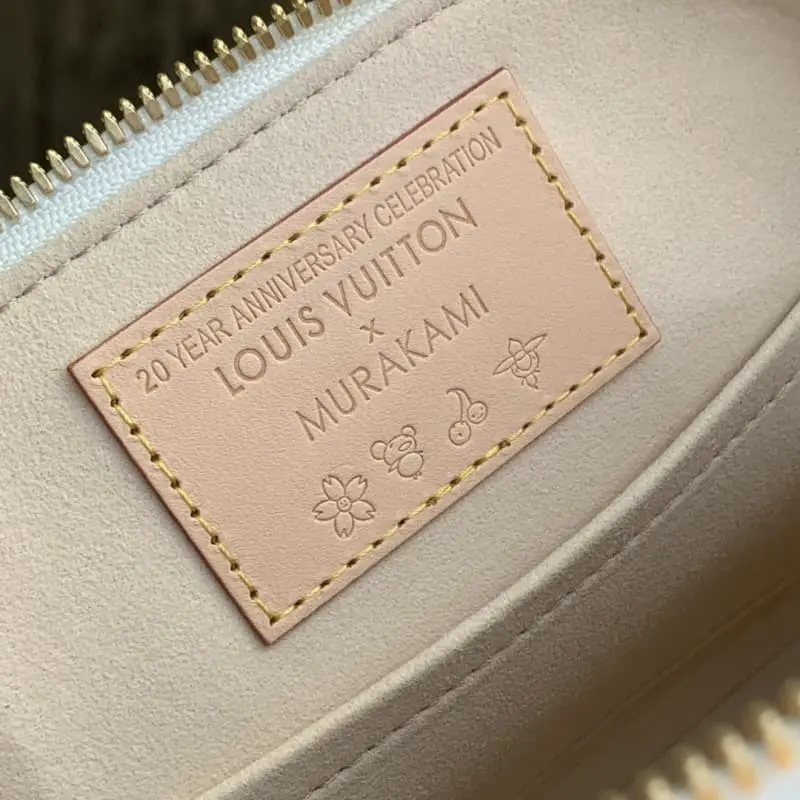 20 YEAR ANNIVERSARY CELEBRATION
LOUIS VUITTON
x
MURAKAMI